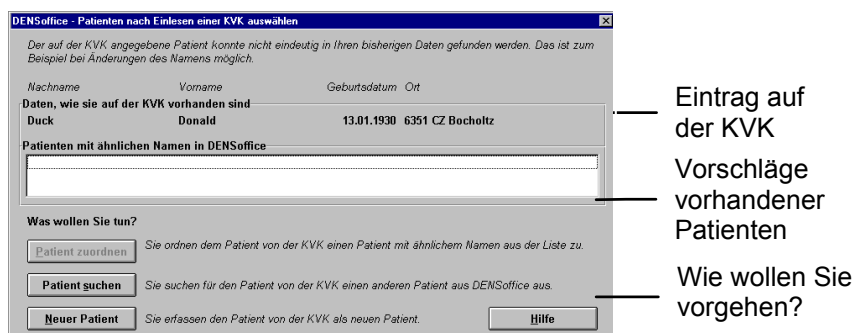 DENSoffice - Patienten nach Einlesen einer KVK auswählen
Der auf der KVK angegebene Patient konnte nicht eindeutig in Ihren bisherigen Daten gefunden werden. Das ist zum
Beispiel bei Änderungen des Namens möglich.
Nachname Vorname Geburtsdatum Ort
Daten, wie sie auf der KVK vorhanden sind
Duck Donald 13.01.1930 6351 CZ Bocholtz
Patienten mit ähnlichen Namen in DENSoffice
Was wollen Sie tun?
Patient zuordnen Sie ordnen dem Patient von der KVK einen Patient mit ähnlichem Namen aus der Liste zu.
Patient suchen Sie suchen für den Patient von der KVK einen anderen Patient aus DENSoffice aus.
Neuer Patient Sie erfassen den Patient von der KVK als neuen Patient. Hilfe
Eintrag auf
der KVK
Vorschläge
vorhandener
Patienten
Wie wollen Sie
vorgehen?